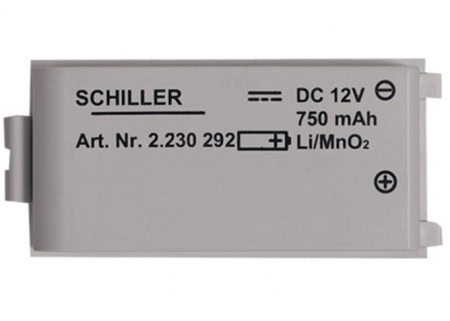 SCHILLER DC 12V
750 mAh
Art. Nr. 2.230 292 Li/MnO₂